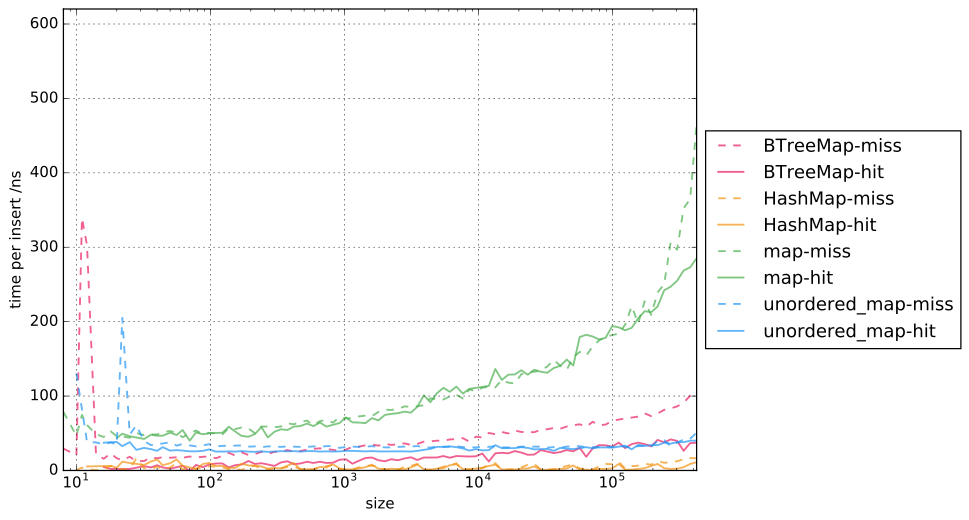 600
500
400
300
200
100
0
time per insert /ns
10^1
10^2
10^3
10^4
10^5
size
BTreeMap-miss
BTreeMap-hit
HashMap-miss
HashMap-hit
map-miss
map-hit
unordered_map-miss
unordered_map-hit